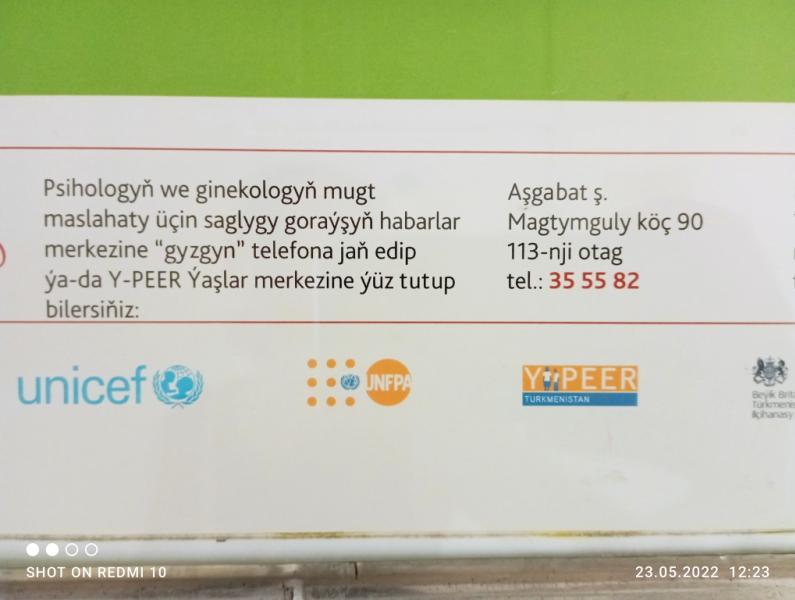 Psihologyň we ginekologyň mugt
maslahaty üçin saglygy goraýşyň habarlar
merkezine “gyzgyn” telefona jaň edip
ýa-da Y-PEER Ýaşlar merkezine ýüz tutup
bilersiňiz:
Aşgabat ş.
Magtymguly köç 90
113-nji otag
tel.: 35 55 82
unicef
UNFPA
Y PEER
TURKMENISTAN
Beýik
Ilçihanasy
SHOT ON REDMI 10
23.05.2022 12:23